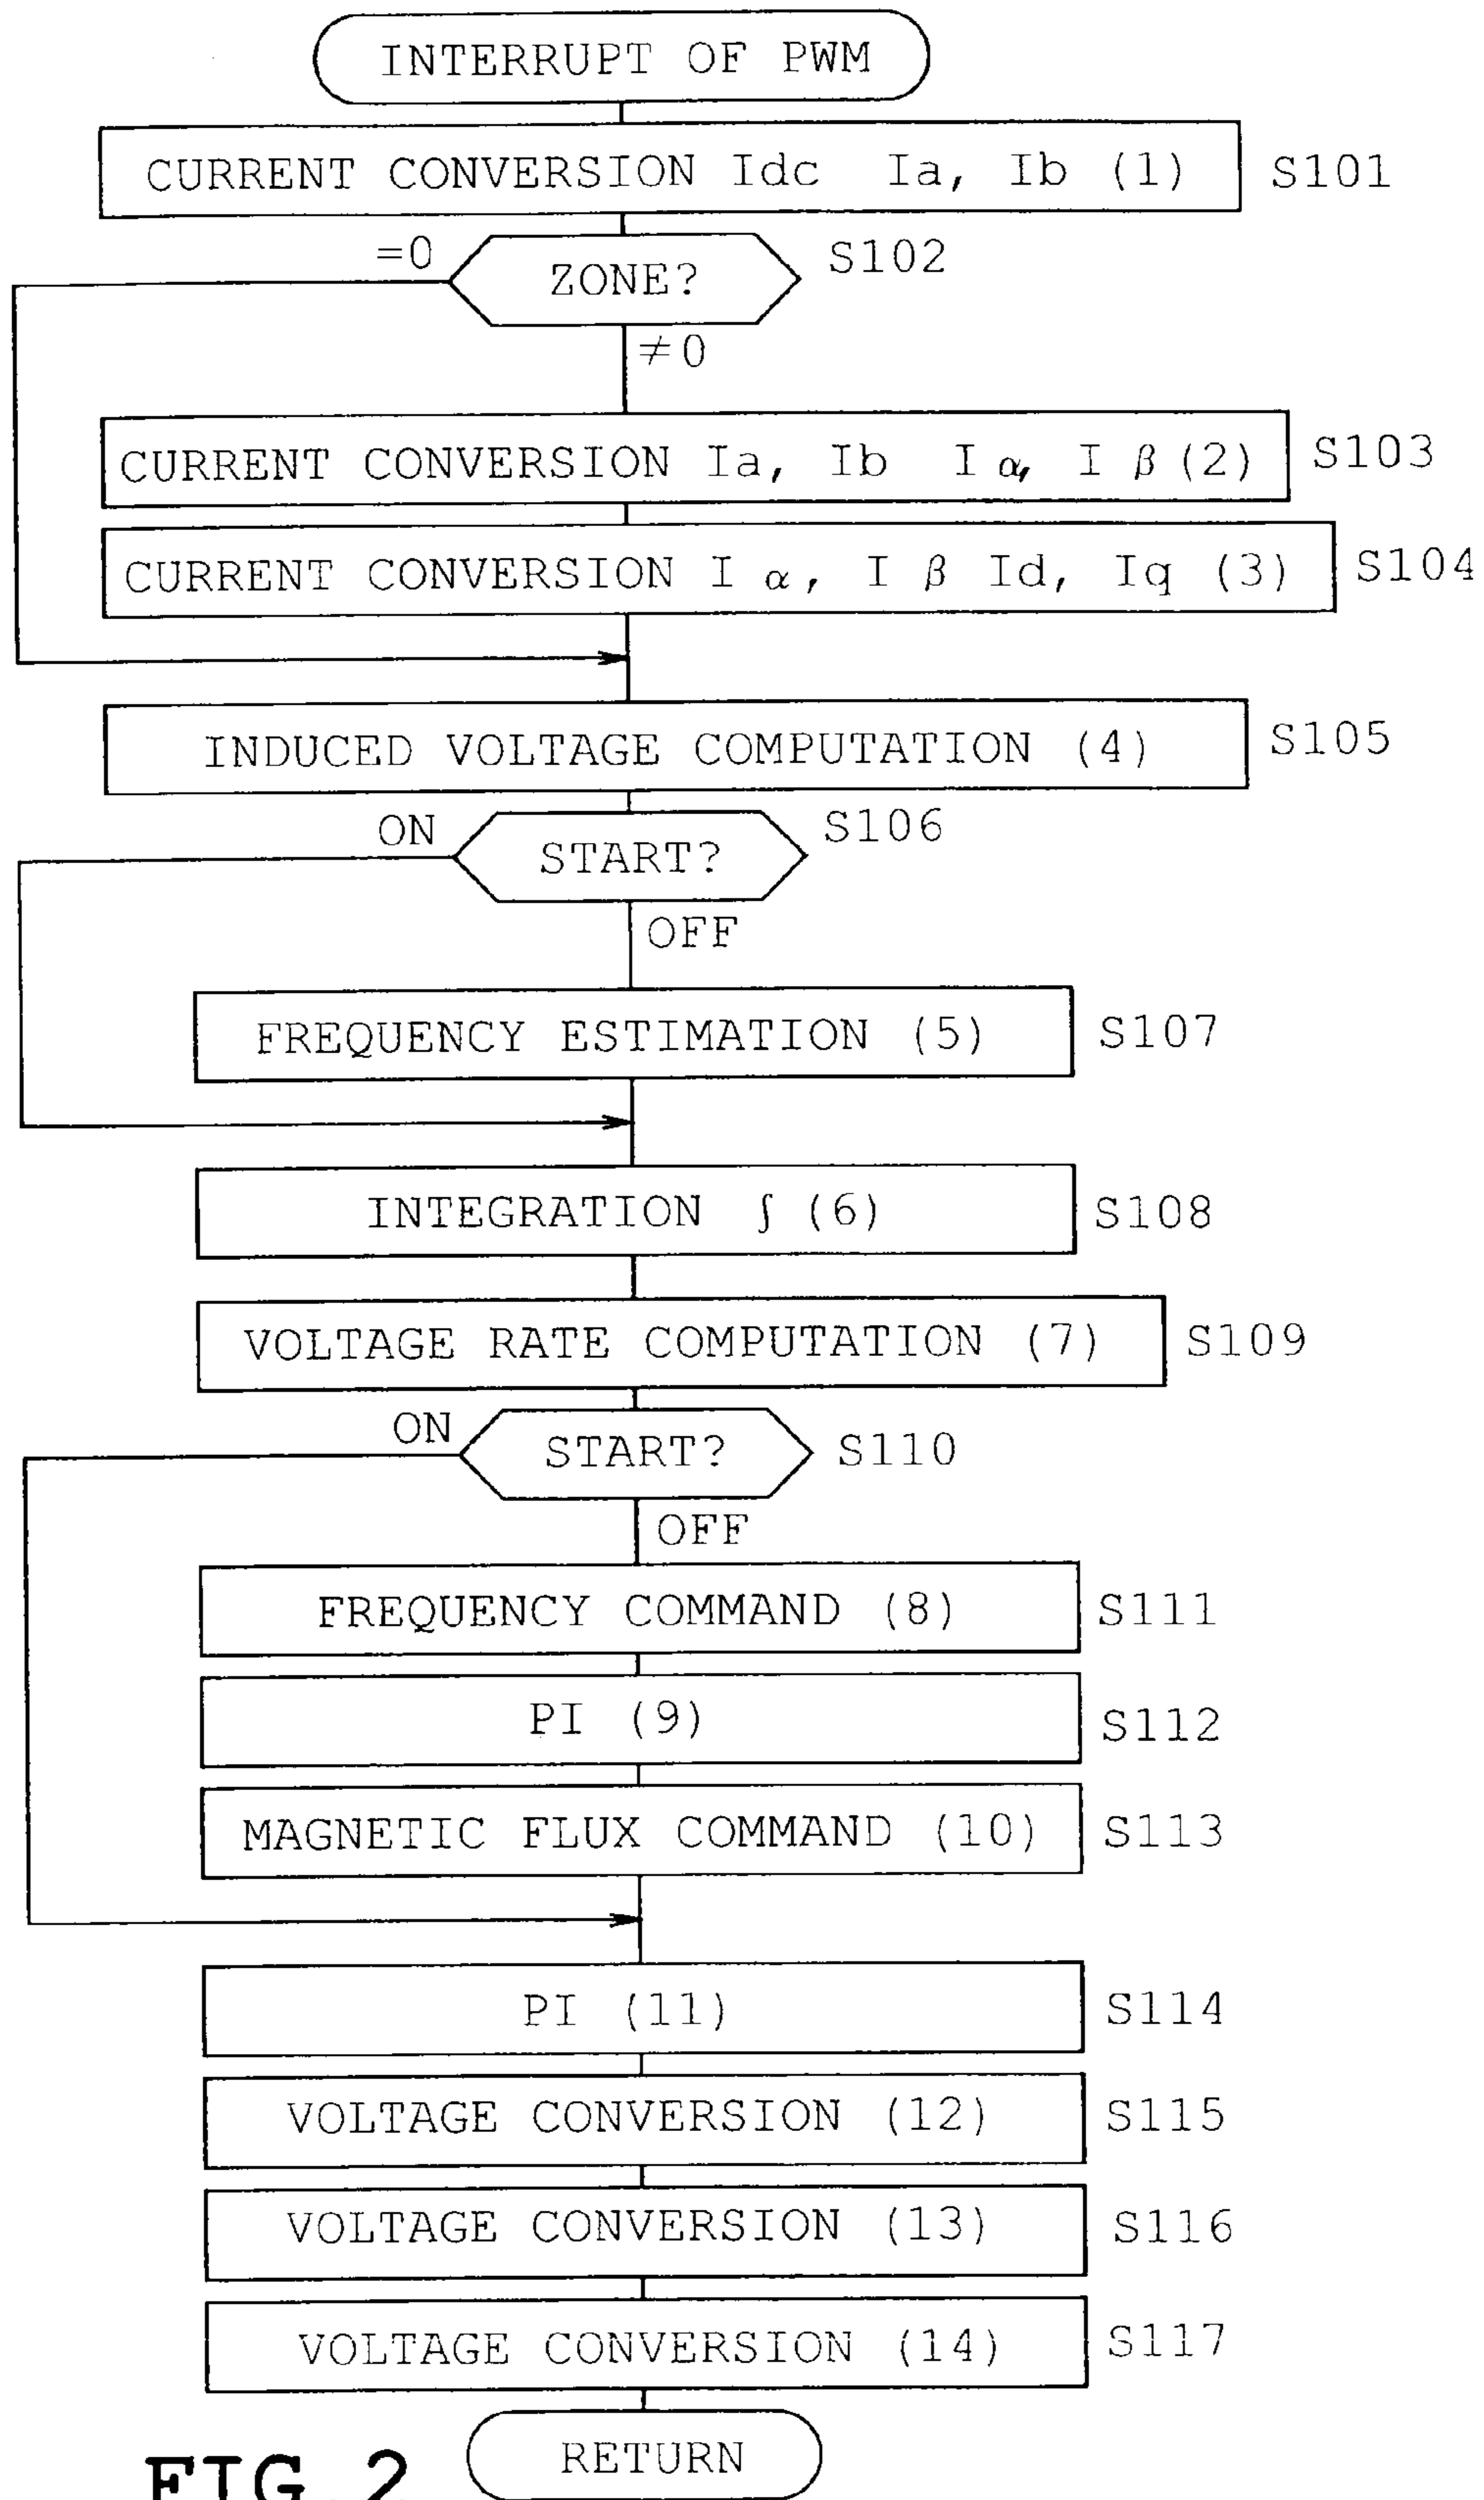 INTERRUPT OF PWM
CURRENT CONVERSION Idc Ia, Ib (1) S101
=0 ZONE? S102
≠0
CURRENT CONVERSION Ia, Ib I α, I β (2) S103
CURRENT CONVERSION I α, I β Id, Iq (3) S104
INDUCED VOLTAGE COMPUTATION (4) S105
ON START? S106
OFF
FREQUENCY ESTIMATION (5) S107
INTEGRATION ∫ (6) S108
VOLTAGE RATE COMPUTATION (7) S109
ON START? S110
OFF
FREQUENCY COMMAND (8) S111
PI (9) S112
MAGNETIC FLUX COMMAND (10) S113
PI (11) S114
VOLTAGE CONVERSION (12) S115
VOLTAGE CONVERSION (13) S116
VOLTAGE CONVERSION (14) S117
RETURN
FIG.2